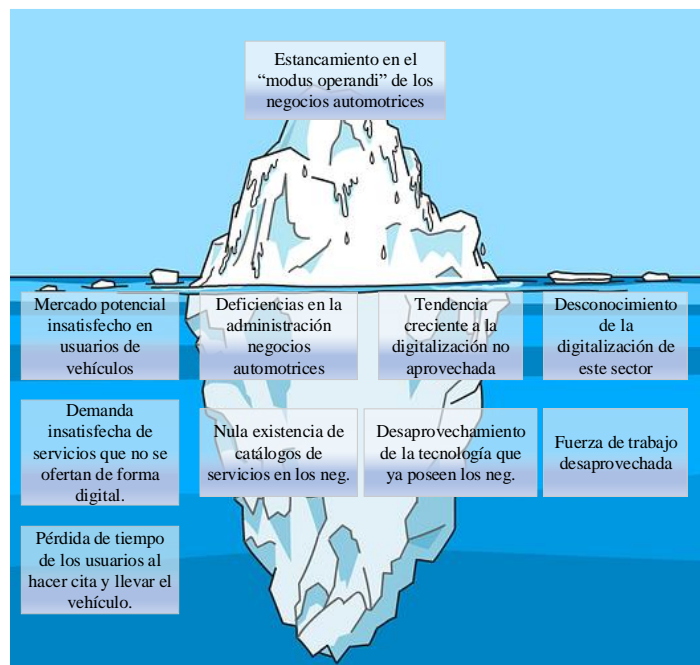 Estancamiento en el
“modus operandi” de los
negocios automotrices
Mercado potencial
insatisfecho en
usuarios de
vehículos
Deficiencias en la
administración
negocios
automotrices
Tendencia
creciente a la
digitalización no
aprovechada
Desconocimiento
de la
digitalización de
este sector
Demanda
insatisfecha de
servicios que no se
ofertan de forma
digital.
Nula existencia de
catálogos de
servicios en los neg.
Desaprovechamiento
de la tecnología que
ya poseen los neg.
Fuerza de trabajo
desaprovechada
Pérdida de tiempo
de los usuarios al
hacer cita y llevar el
vehículo.